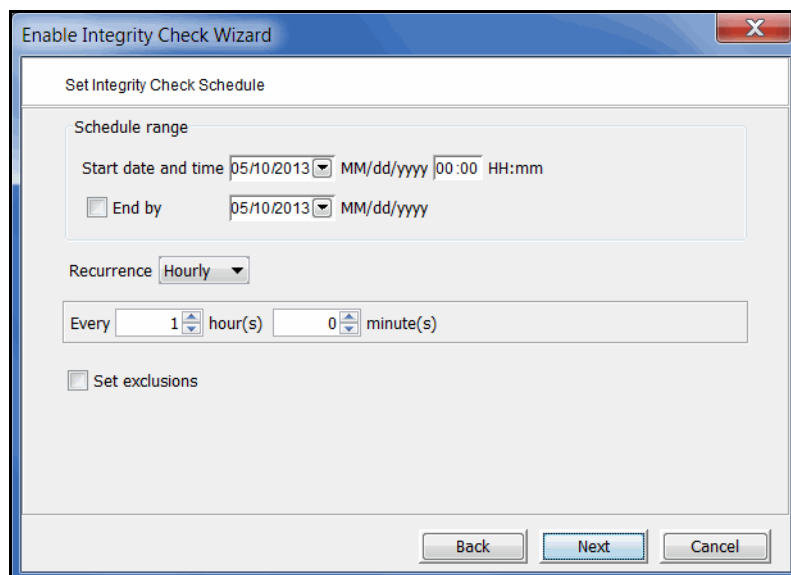 Enable Integrity Check Wizard
X
Set Integrity Check Schedule
Schedule range
Start date and time 05/10/2013 MM/dd/yyyy 00:00 HH:mm
End by 05/10/2013 MM/dd/yyyy
Recurrence Hourly
Every 1 hour(s) 0 minute(s)
Set exclusions
Back Next Cancel